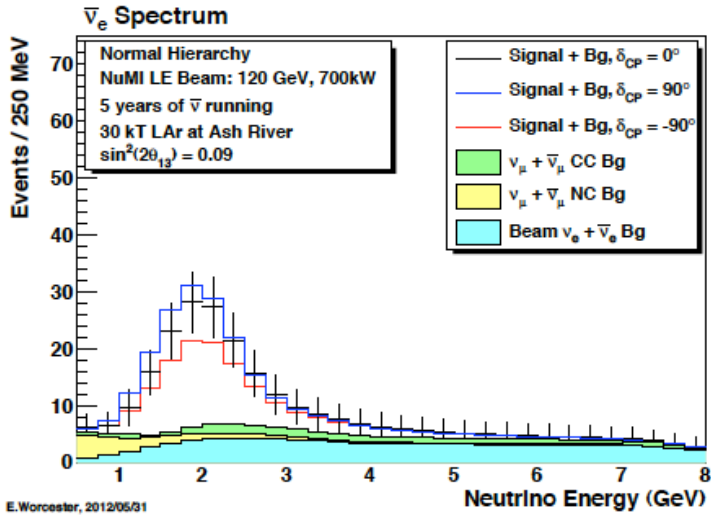 ν̅e Spectrum
Normal Hierarchy
NuMI LE Beam: 120 GeV, 700kW
5 years of ν̅ running
30 kT LAr at Ash River
sin²(2θ₁₃) = 0.09
Signal + Bg, δCP = 0°
Signal + Bg, δCP = 90°
Signal + Bg, δCP = -90°
νμ + ν̅μ CC Bg
νμ + ν̅μ NC Bg
Beam νe + ν̅e Bg
Events / 250 MeV
70
60
50
40
30
20
10
0
1 2 3 4 5 6 7 8
Neutrino Energy (GeV)
E.Worcester, 2012/05/31